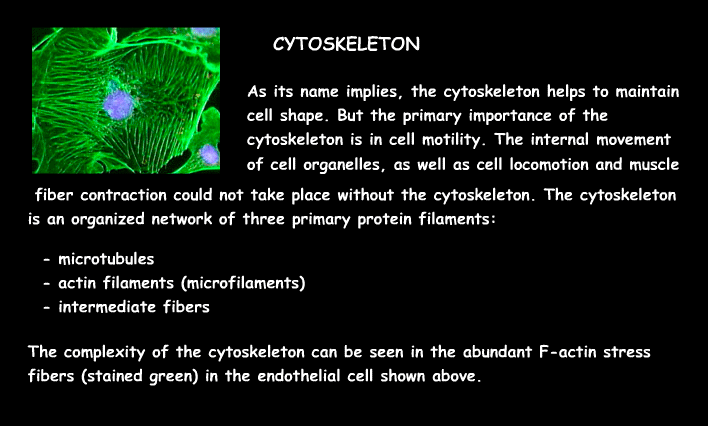 CYTOSKELETON
As its name implies, the cytoskeleton helps to maintain
cell shape. But the primary importance of the
cytoskeleton is in cell motility. The internal movement
of cell organelles, as well as cell locomotion and muscle
fiber contraction could not take place without the cytoskeleton. The cytoskeleton
is an organized network of three primary protein filaments:
- microtubules
- actin filaments (microfilaments)
- intermediate fibers
The complexity of the cytoskeleton can be seen in the abundant F-actin stress
fibers (stained green) in the endothelial cell shown above.